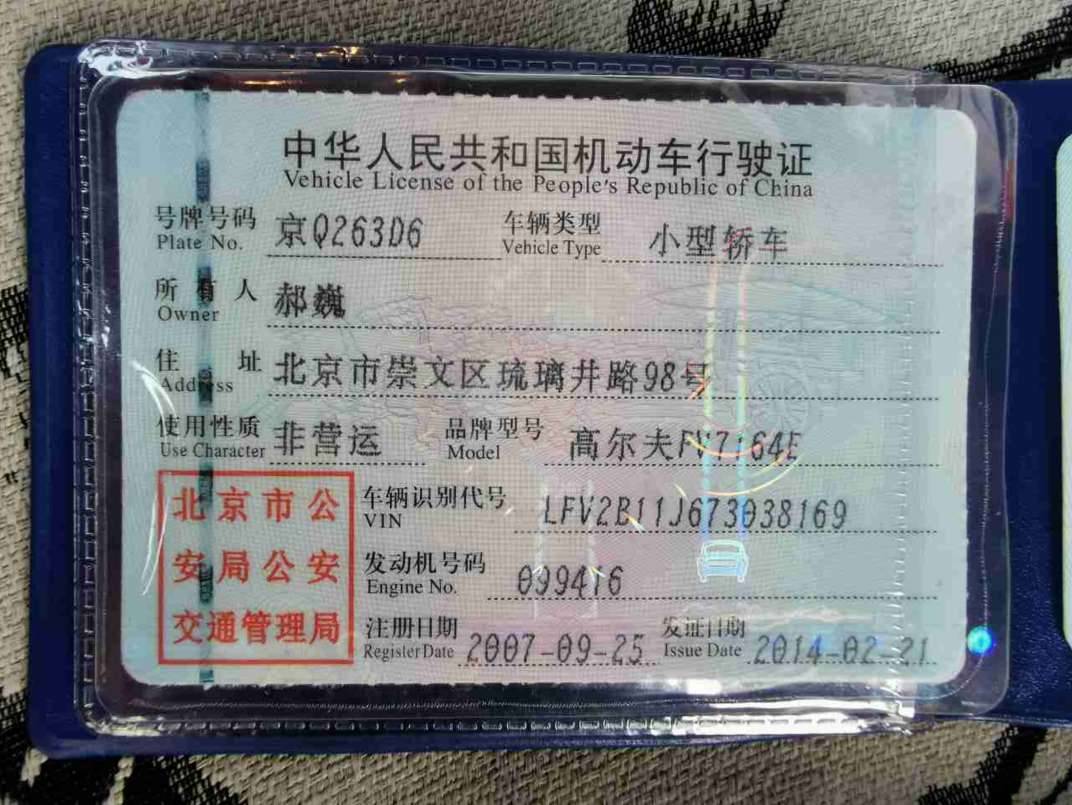 中华人民共和国机动车行驶证
Vehicle License of the People's Republic of China
号牌号码 京Q263D6 车辆类型 小型轿车
Plate No. Vehicle Type
所有人 郝巍
Owner
住址 北京市崇文区琉璃井路98号
Address
使用性质 非营运 品牌型号 高尔夫FV7164E
Use Character Model
北京市公
安局公安
交通管理局
车辆识别代号 LFV2B11J673038169
VIN
发动机号码 099416
Engine No.
注册日期 2007-09-25 发证日期 2014-02-21
Register Date Issue Date